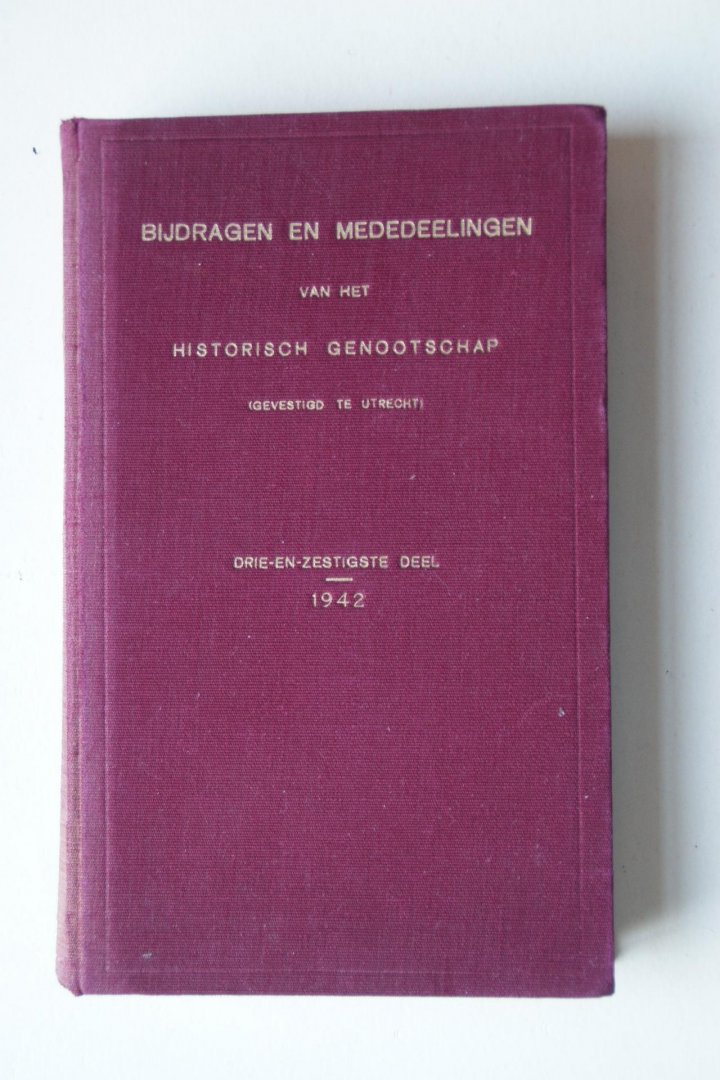 BIJDRAGEN EN MEDEDEELINGEN
VAN HET
HISTORISCH GENOOTSCHAP
(GEVESTIGD TE UTRECHT)
DRIE-EN-ZESTIGSTE DEEL
1942